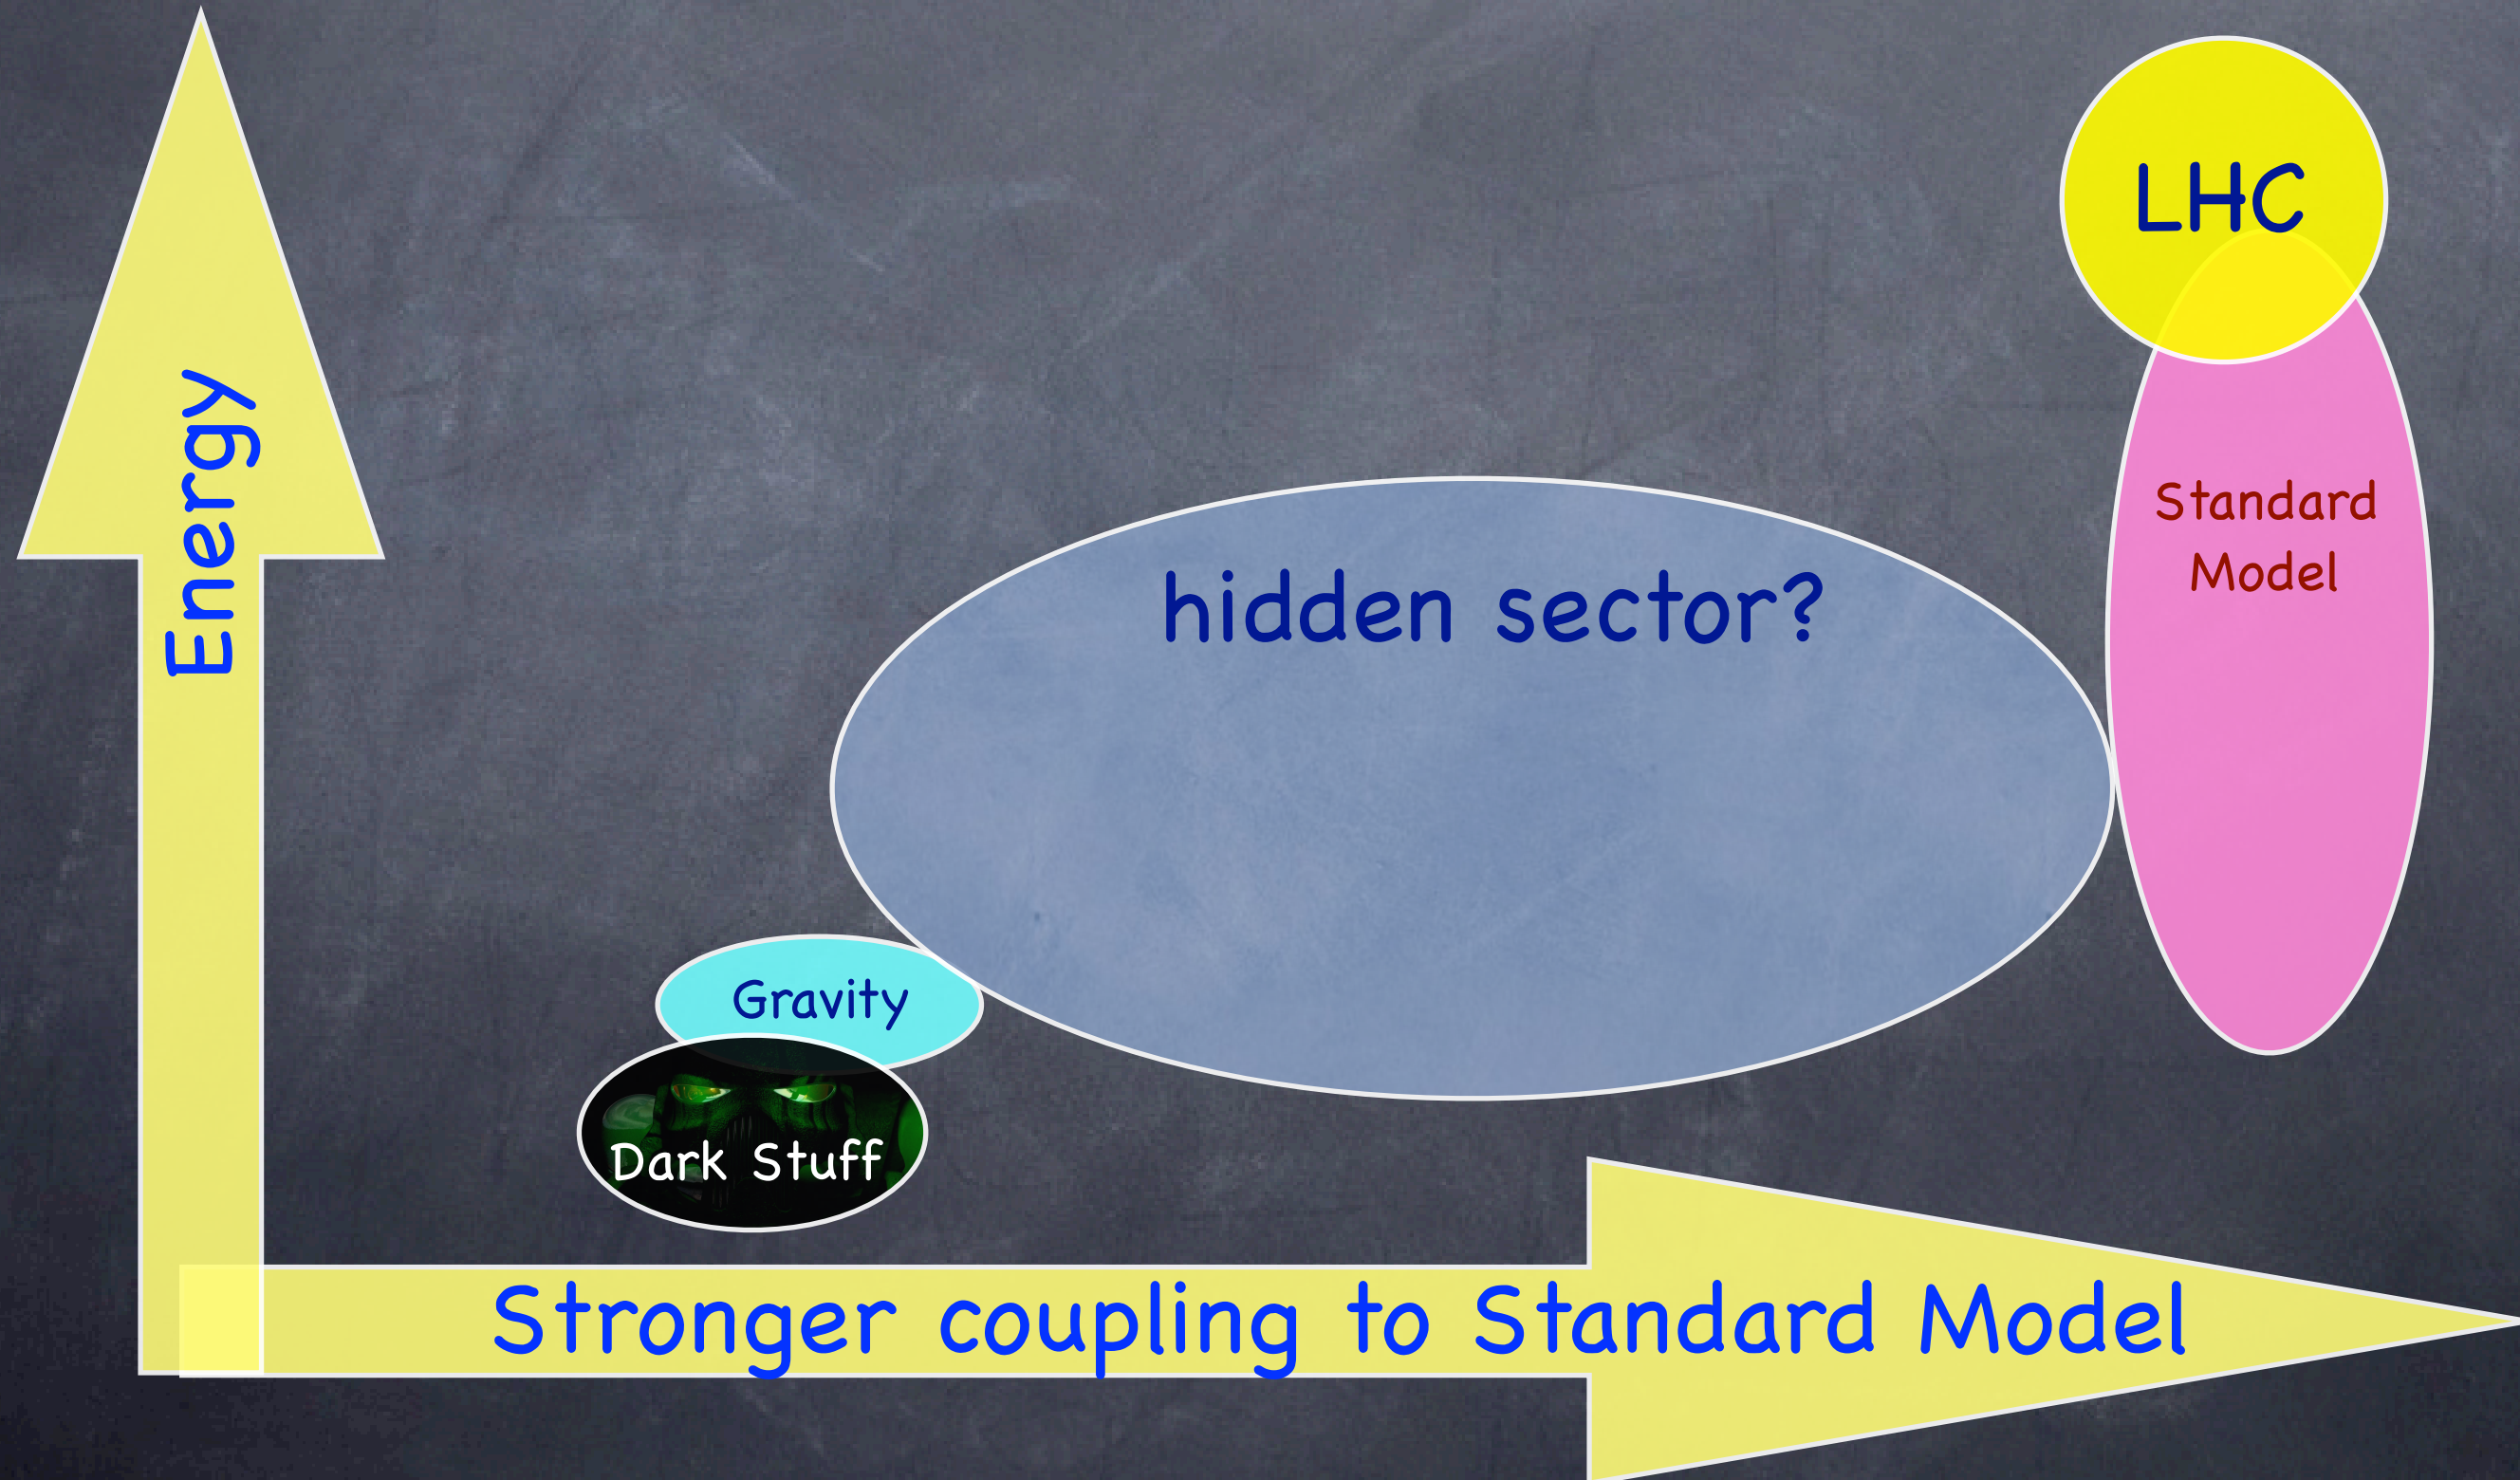 LHC
Energy
Standard
Model
hidden sector?
Gravity
Dark Stuff
Stronger coupling to Standard Model